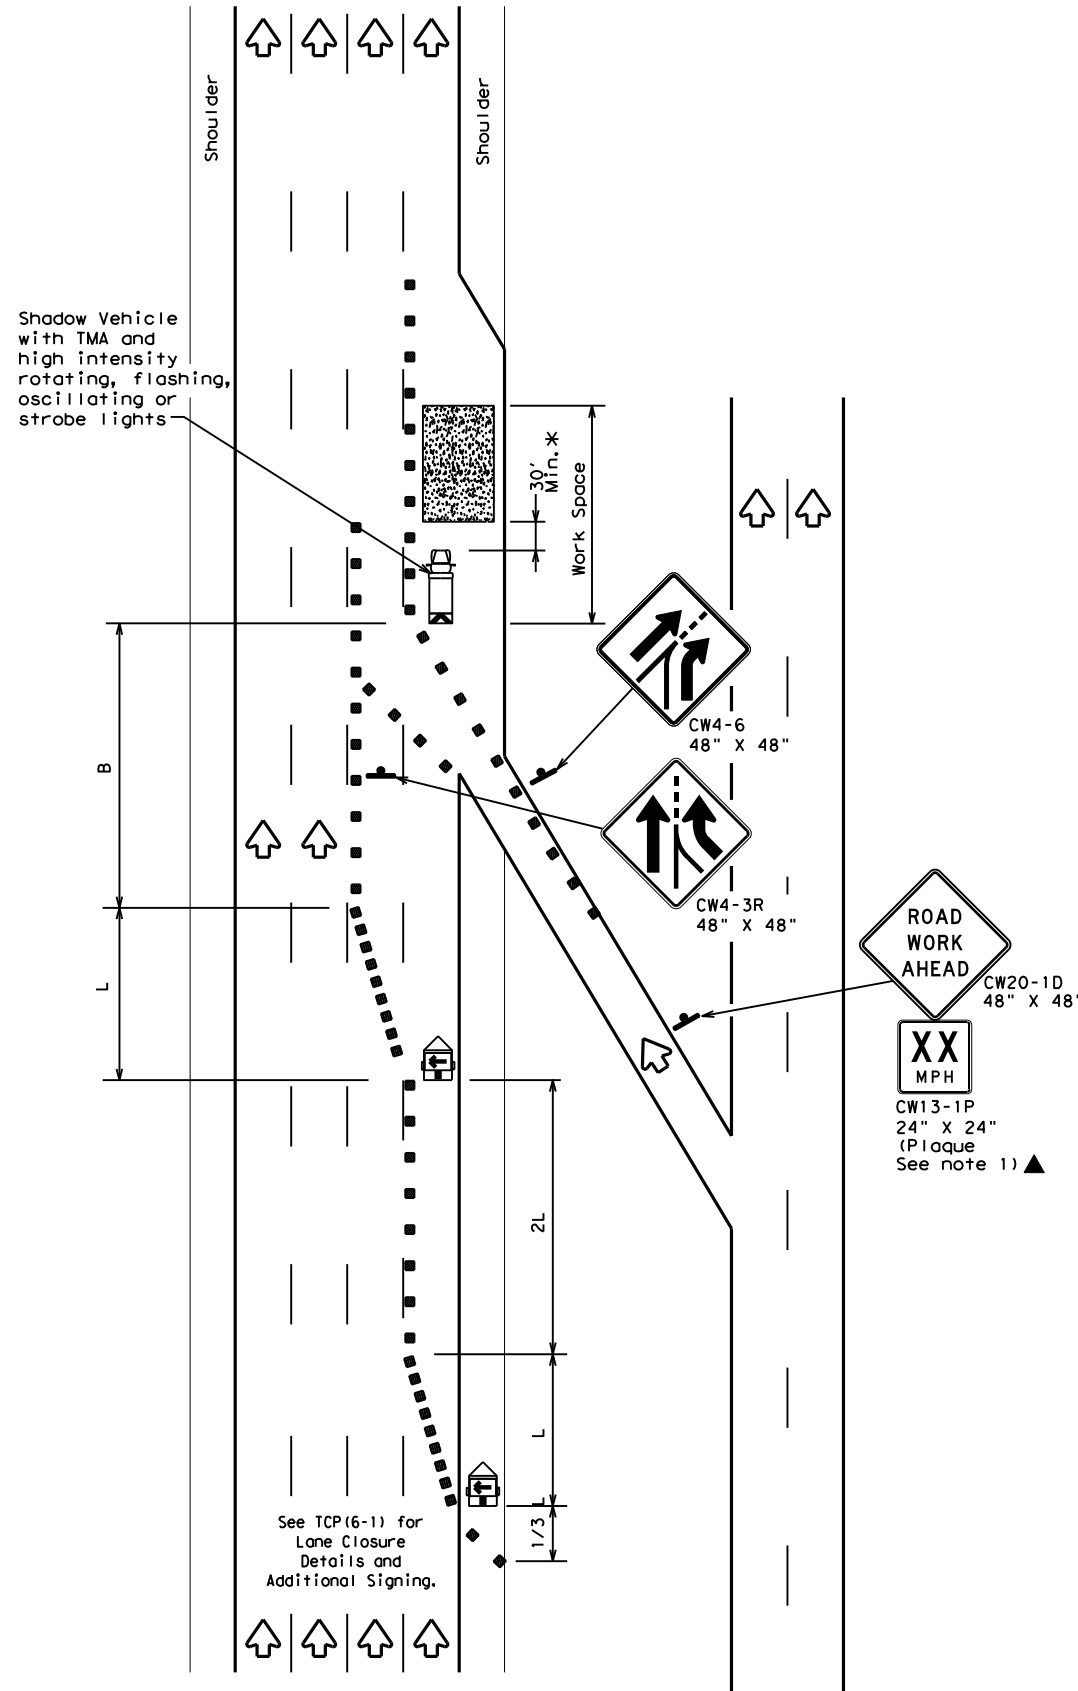 Shoulder
Shoulder
Shadow Vehicle
with TMA and
high intensity
rotating, flashing,
oscillating or
strobe lights
30'
Min.*
Work Space
CW4-6
48" X 48"
B
CW4-3R
48" X 48"
ROAD
WORK
AHEAD
CW20-1D
48" X 48"
L
XX
MPH
CW13-1P
24" X 24"
(Plaque
See note 1)▲
2L
L
1/3 L
See TCP(6-1) for
Lane Closure
Details and
Additional Signing.